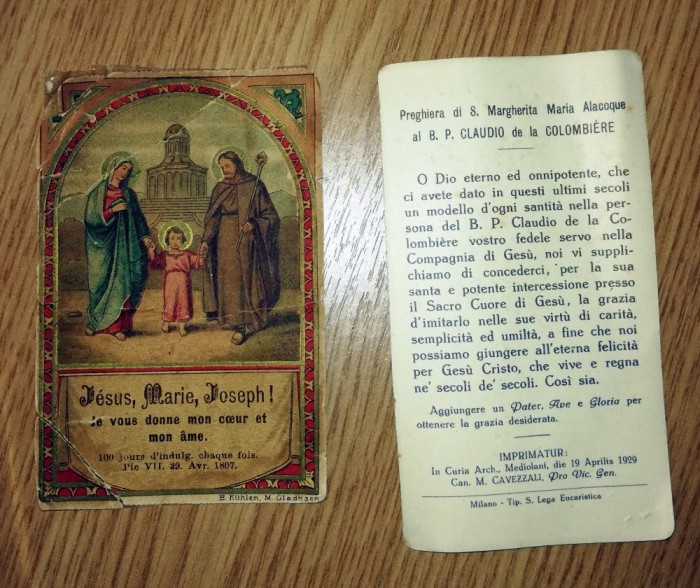 Jésus, Marie, Joseph!
Je vous donne mon cœur et
mon âme.
100 jours d'indulg. chaque fois.
Pie VII. 29. Avr. 1807.
B. Kühlen, M. Gladbach
Preghiera di S. Margherita Maria Alacoque
al B. P. CLAUDIO de la COLOMBIÈRE
O Dio eterno ed onnipotente, che
ci avete dato in questi ultimi secoli
un modello d'ogni santità nella per-
sona del B. P. Claudio de la Co-
lombière vostro fedele servo nella
Compagnia di Gesù, noi vi suppli-
chiamo di concederci, per la sua
santa e potente intercessione presso
il Sacro Cuore di Gesù, la grazia
d'imitarlo nelle sue virtù di carità,
semplicità ed umiltà, a fine che noi
possiamo giungere all'eterna felicità
per Gesù Cristo, che vive e regna
ne' secoli de' secoli. Così sia.
Aggiungere un Pater, Ave e Gloria per
ottenere la grazia desiderata.
IMPRIMATUR:
In Curia Arch., Mediolani, die 19 Aprilis 1929
Can. M. CAVEZZALI, Pro Vic. Gen.
Milano - Tip. S. Lega Eucaristica